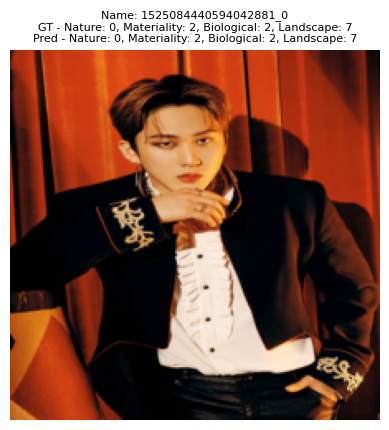 Name: 1525084440594042881_0
GT - Nature: 0, Materiality: 2, Biological: 2, Landscape: 7
Pred - Nature: 0, Materiality: 2, Biological: 2, Landscape: 7